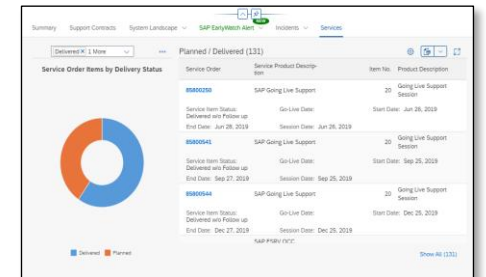 NEW
Summary Support Contracts System Landscape SAP EarlyWatch Alert Incidents Services
Delivered 1 More
Planned / Delivered (131)
Service Order Items by Delivery Status
Service Order Service Product Descrip-
tion Item No. Product Description
85800258 SAP Going Live Support 20 Going Live Support
Session
Service Item Status: Go-Live Date: Start Date: Jun 28, 2019
Delivered w/o Follow up
End Date: Jun 28, 2019 Session Date: Jun 28, 2019
85800541 SAP Going Live Support 20 Going Live Support
Session
Service Item Status: Go-Live Date: Start Date: Sep 25, 2019
Delivered w/o Follow up
End Date: Sep 27, 2019 Session Date: Sep 25, 2019
85800544 SAP Going Live Support 20 Going Live Support
Session
Service Item Status: Go-Live Date: Start Date: Dec 25, 2019
Delivered w/o Follow up
End Date: Dec 27, 2019 Session Date: Dec 25, 2019
Delivered Planned
Show All (131)